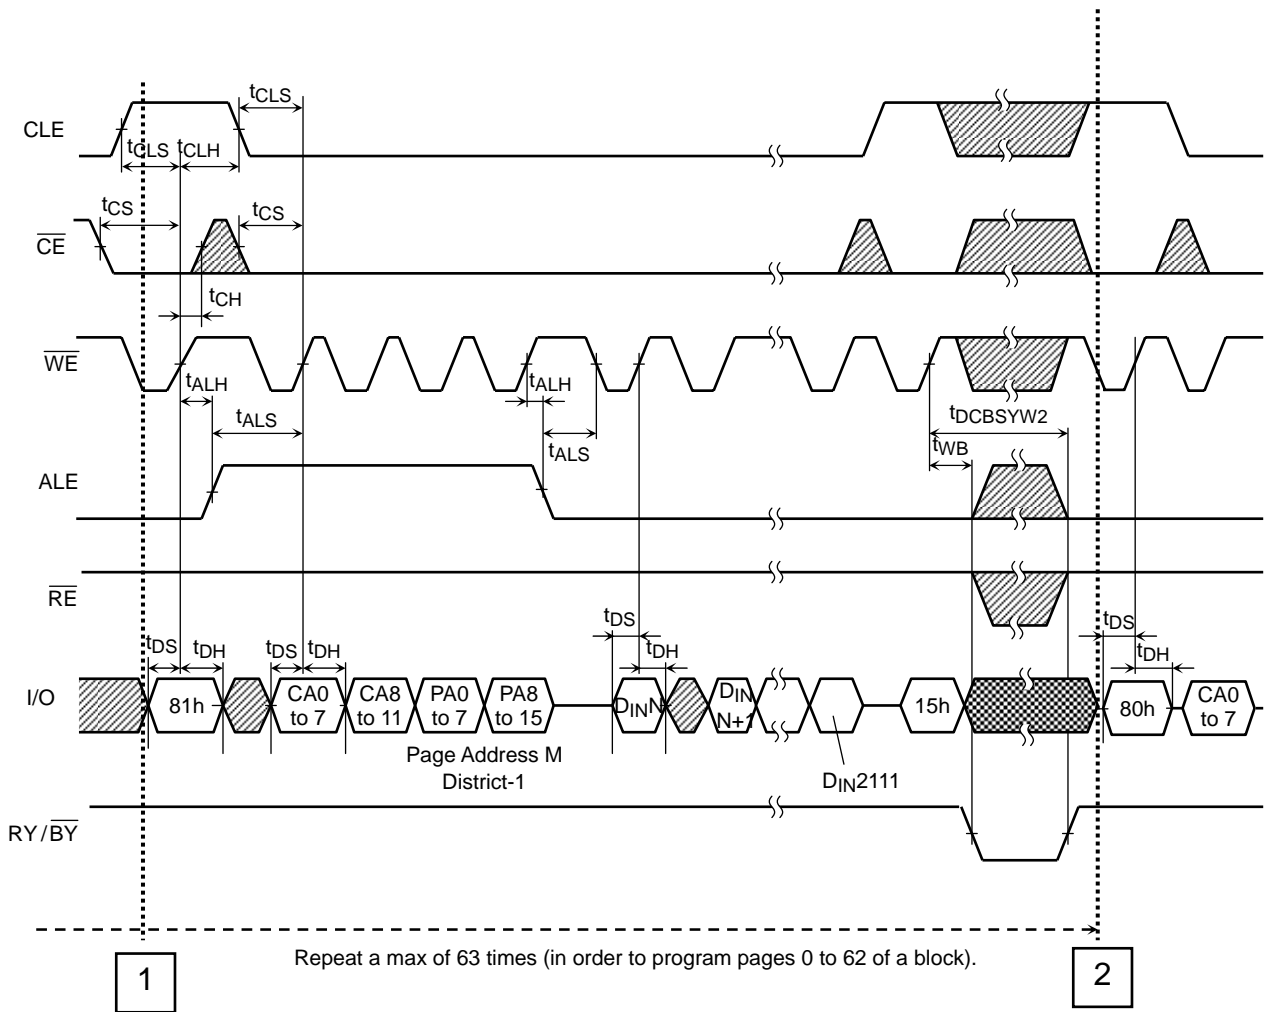 tCLS
CLE
tCLS tCLH
tCS tCS
CE
tCH
WE
tALH tALH
tDCBSYW2
tALS
tALS tWB
ALE
RE
tDS tDS
tDS tDH tDS tDH tDH tDH
I/O
81h
CA0 to 7
CA8 to 11
PA0 to 7
PA8 to 15
DINN
DIN N+1
15h
80h
CA0 to 7
Page Address M
District-1
DIN2111
RY/BY
Repeat a max of 63 times (in order to program pages 0 to 62 of a block).
1
2